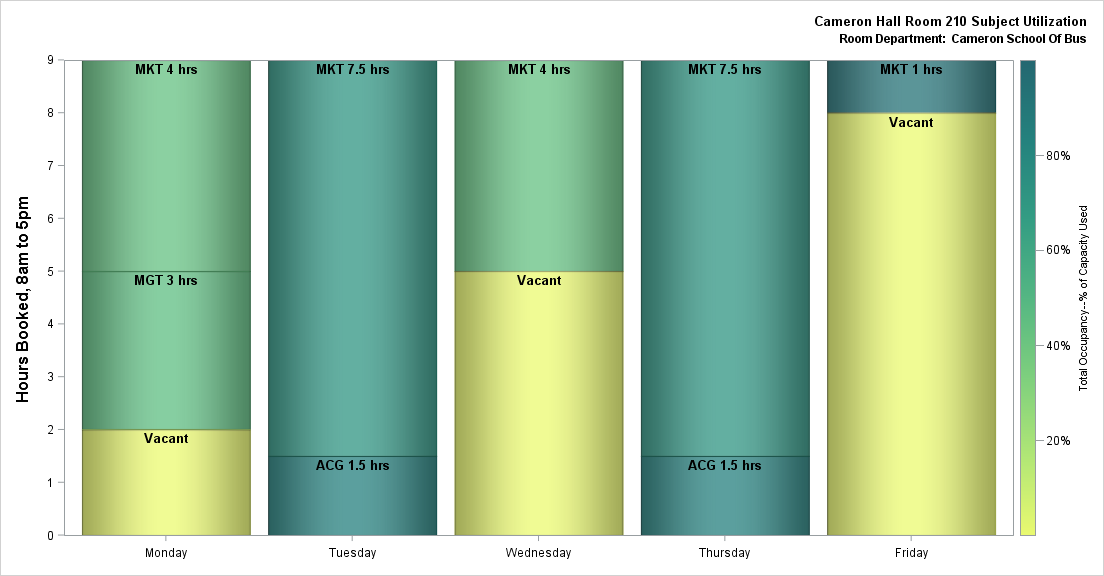 Cameron Hall Room 210 Subject Utilization
Room Department: Cameron School Of Bus
Hours Booked, 8am to 5pm
9
8
7
6
5
4
3
2
1
0
MKT 4 hrs
MGT 3 hrs
Vacant
MKT 7.5 hrs
ACG 1.5 hrs
MKT 4 hrs
Vacant
MKT 7.5 hrs
ACG 1.5 hrs
MKT 1 hrs
Vacant
Monday
Tuesday
Wednesday
Thursday
Friday
80%
60%
40%
20%
Total Occupancy--% of Capacity Used